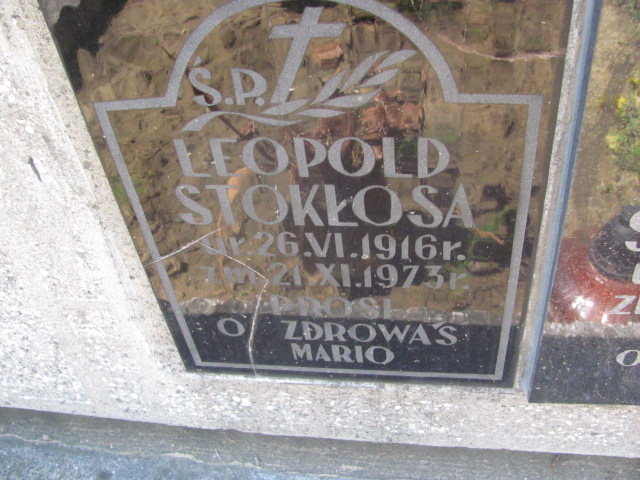 Ś.P.
LEOPOLD
STOKŁOSA
ur. 26.VI.1916 r.
zm. 21.XI.1973 r.
PROSI
O ZDROWAŚ
MARIO